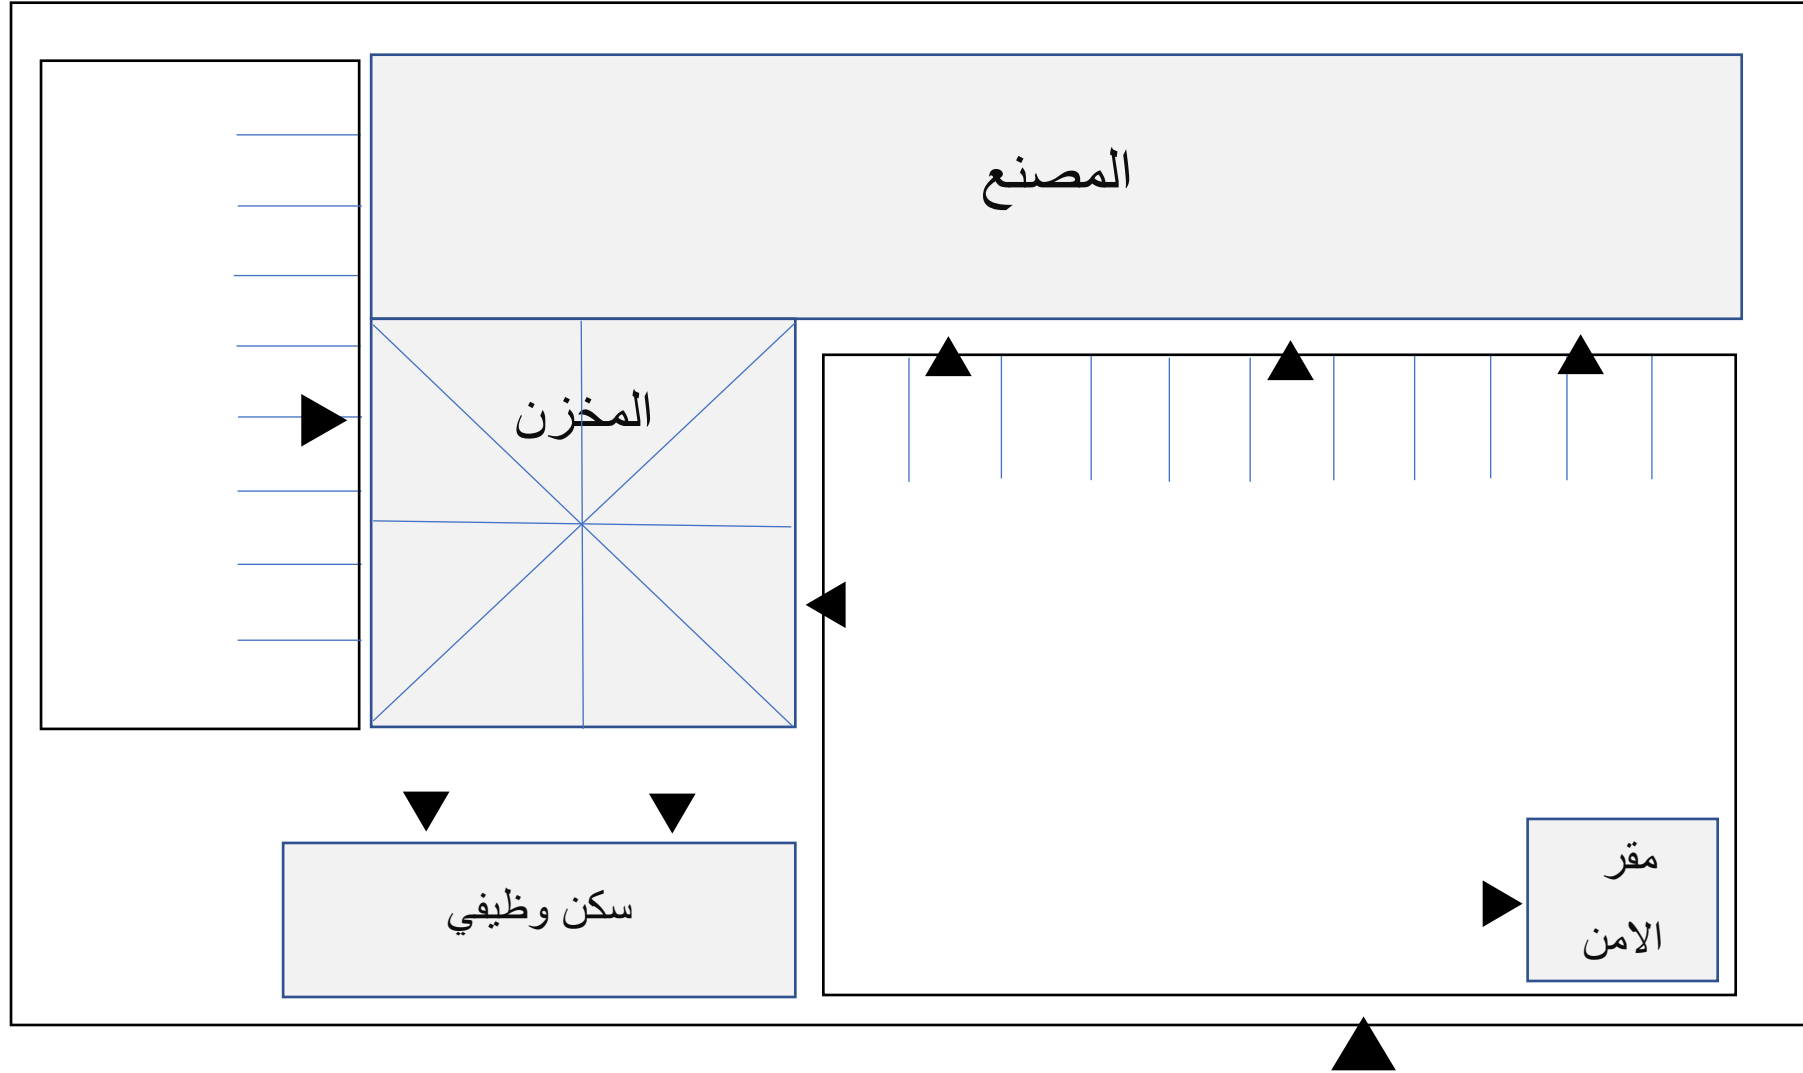 المصنع
المخزن
مقر
الامن
سكن وظيفي